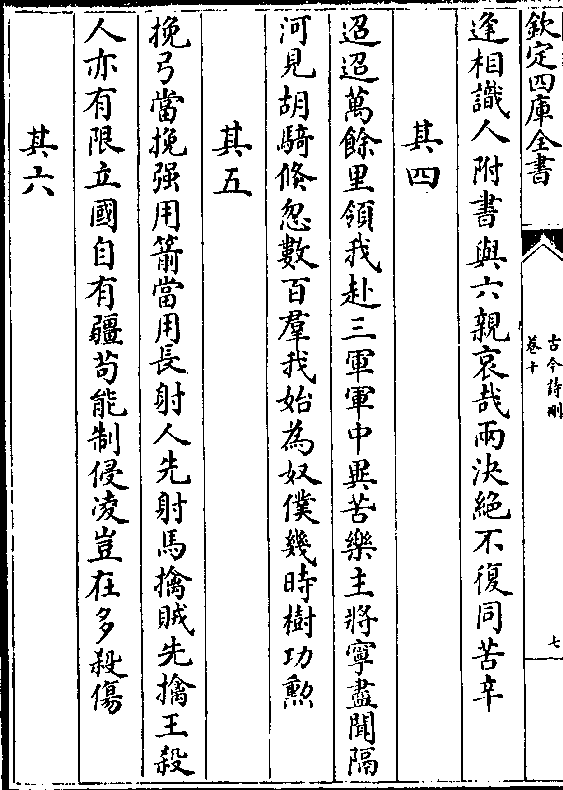 欽定四庫全書
古今詩刪
卷十
七
逢相識人附書與六親哀哉兩決絶不復同苦辛
其四
迢迢萬餘里領我赴三軍軍中異苦樂主將寧盡聞隔
河見胡騎倐忽數百羣我始為奴僕幾時樹功勲
其五
挽弓當挽强用箭當用長射人先射馬擒賊先擒王殺
人亦有限立國自有疆茍能制侵凌豈在多殺傷
其六